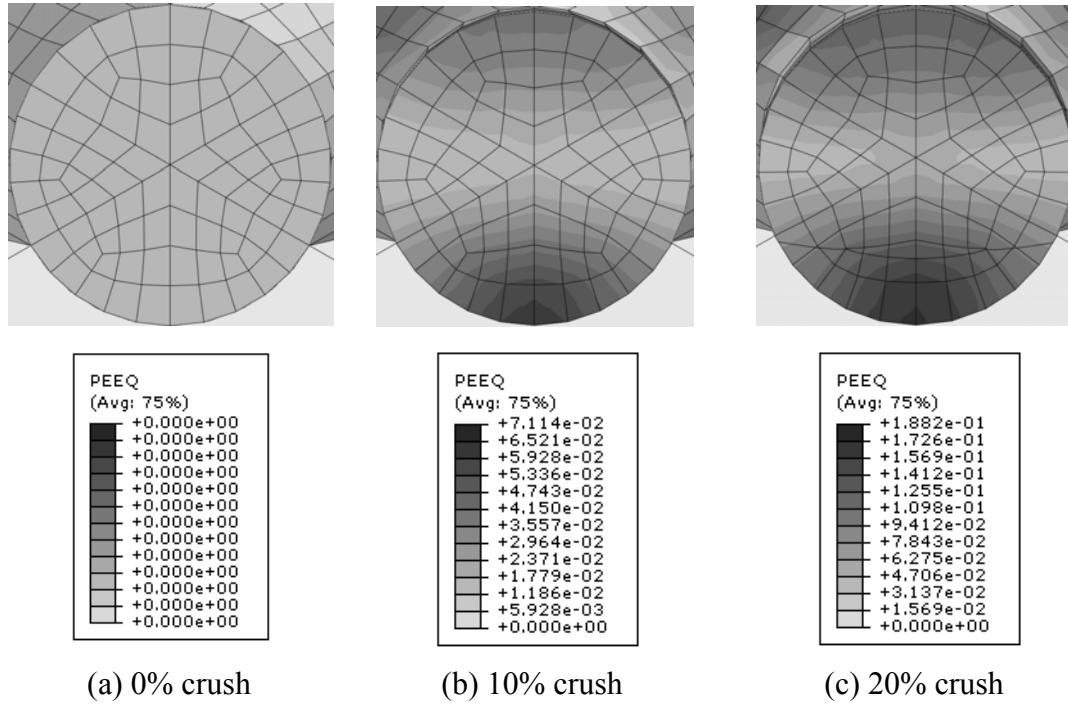 PEEQ
(Avg: 75%)
+0.000e+00
+0.000e+00
+0.000e+00
+0.000e+00
+0.000e+00
+0.000e+00
+0.000e+00
+0.000e+00
+0.000e+00
+0.000e+00
+0.000e+00
+0.000e+00
+0.000e+00
PEEQ
(Avg: 75%)
+7.114e-02
+6.521e-02
+5.928e-02
+5.336e-02
+4.743e-02
+4.150e-02
+3.557e-02
+2.964e-02
+2.371e-02
+1.779e-02
+1.186e-02
+5.928e-03
+0.000e+00
PEEQ
(Avg: 75%)
+1.882e-01
+1.726e-01
+1.569e-01
+1.412e-01
+1.255e-01
+1.098e-01
+9.412e-02
+7.843e-02
+6.275e-02
+4.706e-02
+3.137e-02
+1.569e-02
+0.000e+00
(a) 0% crush
(b) 10% crush
(c) 20% crush